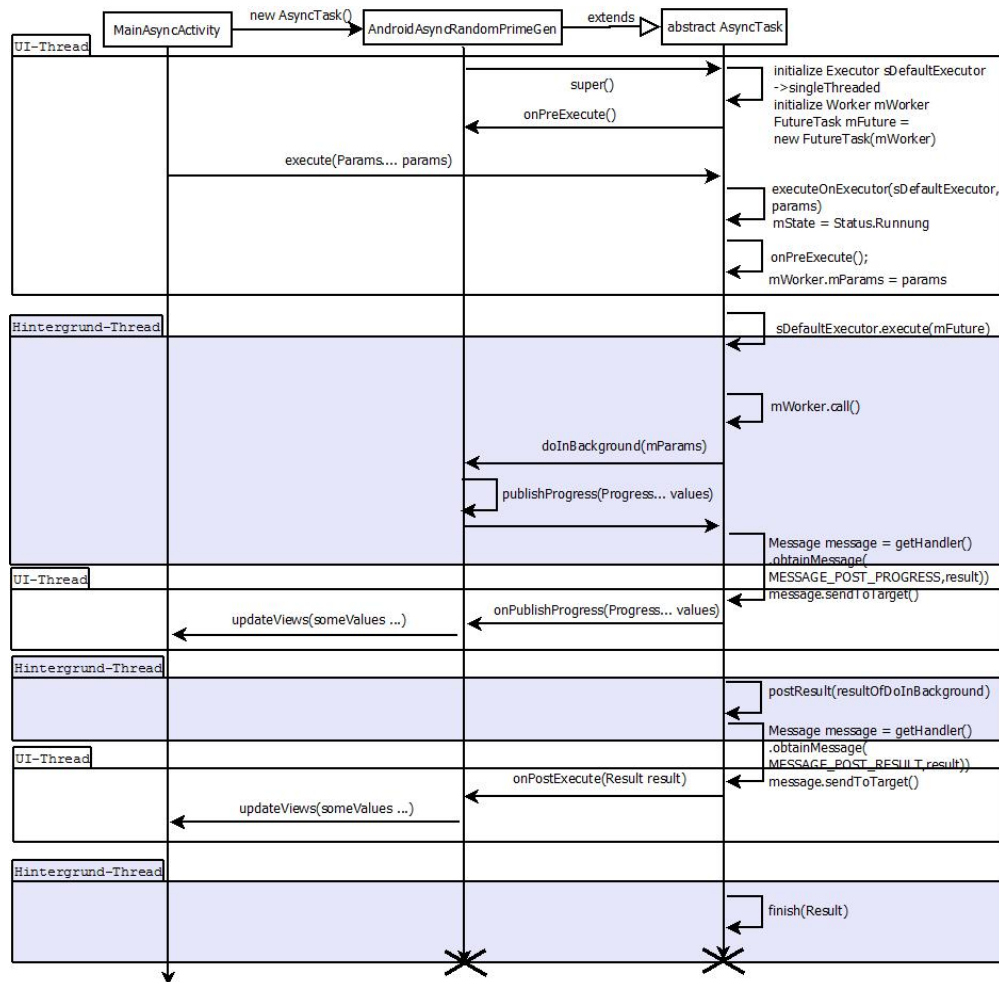 new AsyncTask()
extends
MainAsyncActivity
AndroidAsyncRandomPrimeGen
abstract AsyncTask
UI-Thread
super()
initialize Executor sDefaultExecutor
->singleThreaded
initialize Worker mWorker
FutureTask mFuture =
new FutureTask(mWorker)
onPreExecute()
execute(Params.... params)
executeOnExecutor(sDefaultExecutor,
params)
mState = Status.Runnung
onPreExecute();
mWorker.mParams = params
Hintergrund-Thread
sDefaultExecutor.execute(mFuture)
mWorker.call()
doInBackground(mParams)
publishProgress(Progress... values)
Message message = getHandler()
.obtainMessage(
MESSAGE_POST_PROGRESS,result))
message.sendToTarget()
UI-Thread
onPublishProgress(Progress... values)
updateViews(someValues ...)
Hintergrund-Thread
postResult(resultOfDoInBackground)
Message message = getHandler()
.obtainMessage(
MESSAGE_POST_RESULT,result))
message.sendToTarget()
UI-Thread
onPostExecute(Result result)
updateViews(someValues ...)
Hintergrund-Thread
finish(Result)